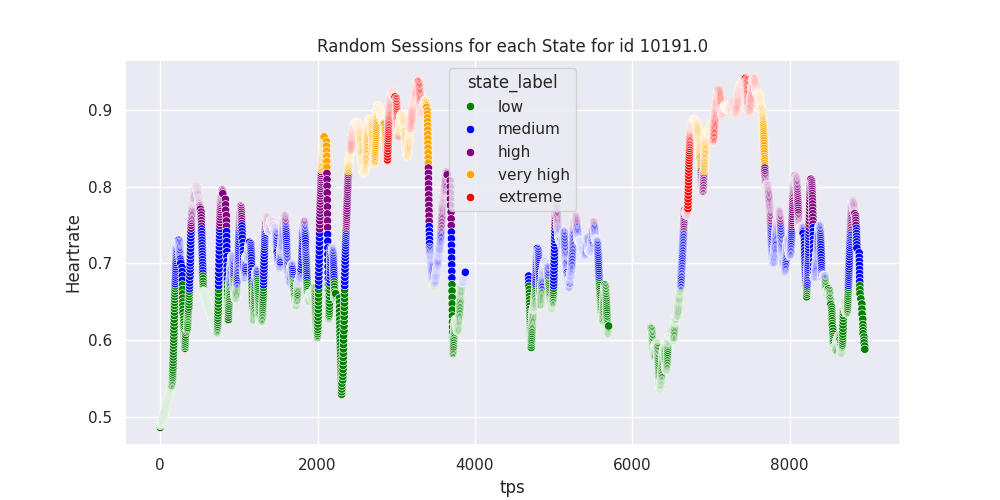 Random Sessions for each State for id 10191.0
Heartrate
0.9
0.8
0.7
0.6
0.5
state_label
low
medium
high
very high
extreme
0 2000 4000 6000 8000
tps